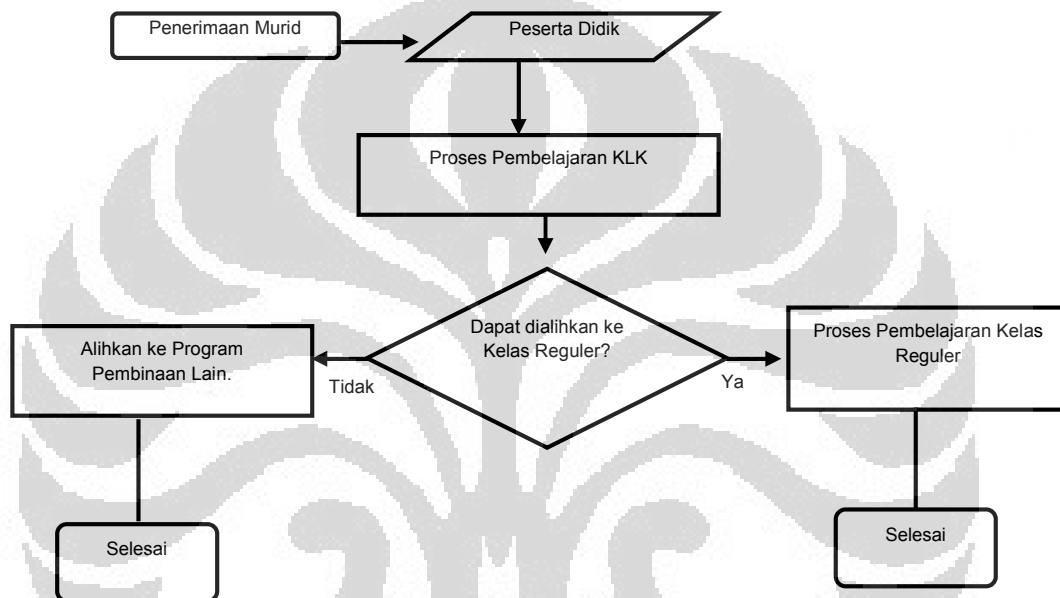 Penerimaan Murid
Peserta Didik
Proses Pembelajaran KLK
Dapat dialihkan ke
Kelas Reguler?
Proses Pembelajaran Kelas
Reguler
Alihkan ke Program
Pembinaan Lain.
Tidak
Ya
Selesai
Selesai